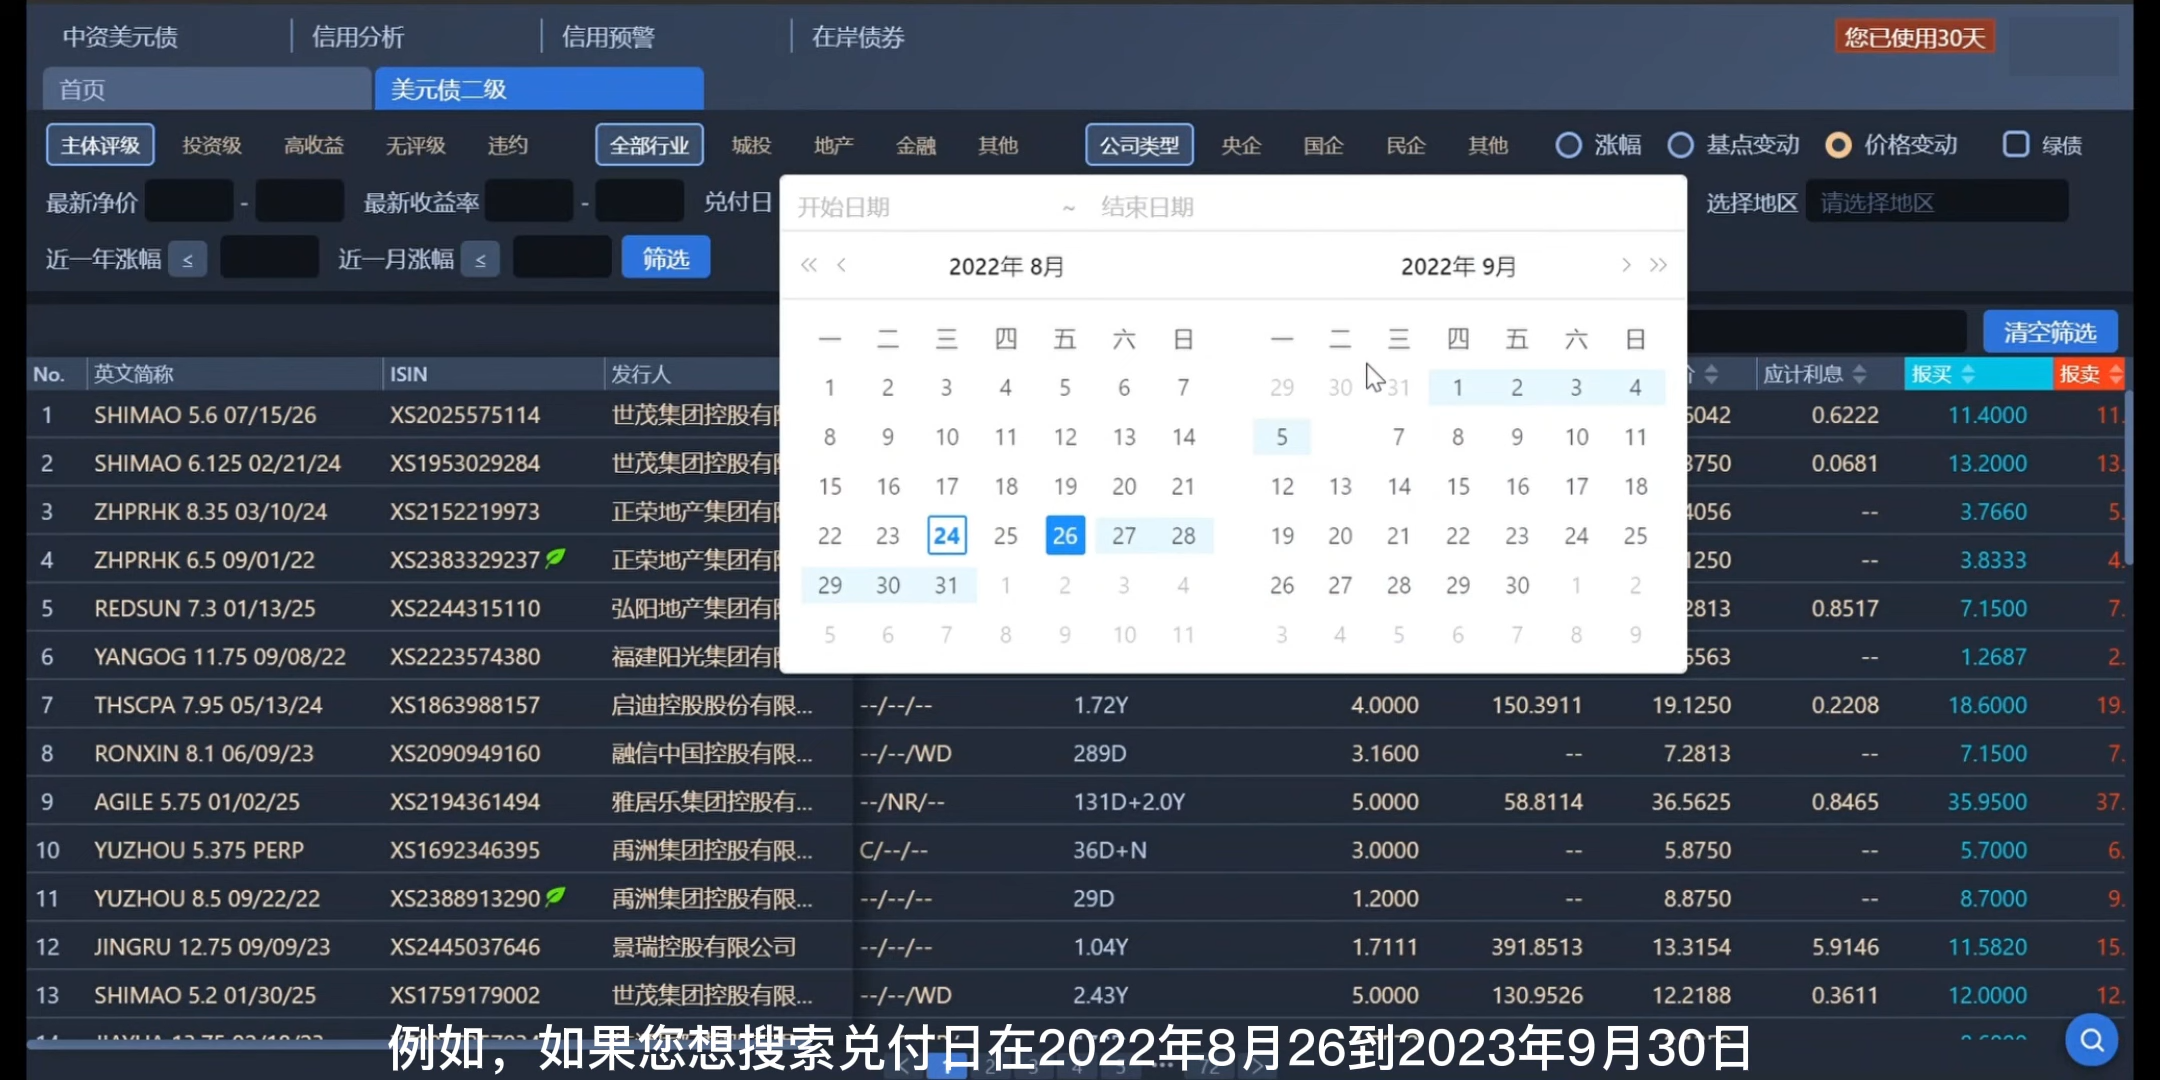 中资美元债 信用分析 信用预警 在岸债券 您已使用30天
首页 美元债二级
主体评级 投资级 高收益 无评级 违约 全部行业 城投 地产 金融 其他 公司类型 央企 国企 民企 其他 涨幅 基点变动 价格变动 绿债
最新净价 - 最新收益率 - 兑付日 开始日期 ~ 结束日期 选择地区 请选择地区
近一年涨幅 ≤ 近一月涨幅 ≤ 筛选
« ‹ 2022年 8月 2022年 9月 › »
清空筛选
一 二 三 四 五 六 日 一 二 三 四 五 六 日
1 2 3 4 5 6 7 29 30 31 1 2 3 4
8 9 10 11 12 13 14 5 7 8 9 10 11
15 16 17 18 19 20 21 12 13 14 15 16 17 18
22 23 24 25 26 27 28 19 20 21 22 23 24 25
29 30 31 1 2 3 4 26 27 28 29 30 1 2
5 6 7 8 9 10 11 3 4 5 6 7 8 9
No. 英文简称 ISIN 发行人 应计利息 报买 报卖
1 SHIMAO 5.6 07/15/26 XS2025575114 世茂集团控股有 6042 0.6222 11.4000 11.
2 SHIMAO 6.125 02/21/24 XS1953029284 世茂集团控股有 3750 0.0681 13.2000 13.
3 ZHPRHK 8.35 03/10/24 XS2152219973 正荣地产集团有 4056 -- 3.7660 5.
4 ZHPRHK 6.5 09/01/22 XS2383329237 正荣地产集团有 1250 -- 3.8333 4.
5 REDSUN 7.3 01/13/25 XS2244315110 弘阳地产集团有 2813 0.8517 7.1500 7.
6 YANGOG 11.75 09/08/22 XS2223574380 福建阳光集团有 5563 -- 1.2687 2.
7 THSCPA 7.95 05/13/24 XS1863988157 启迪控股股份有限... --/--/-- 1.72Y 4.0000 150.3911 19.1250 0.2208 18.6000 19.
8 RONXIN 8.1 06/09/23 XS2090949160 融信中国控股有限... --/--/WD 289D 3.1600 -- 7.2813 -- 7.1500 7.
9 AGILE 5.75 01/02/25 XS2194361494 雅居乐集团控股有... --/NR/-- 131D+2.0Y 5.0000 58.8114 36.5625 0.8465 35.9500 37.
10 YUZHOU 5.375 PERP XS1692346395 禹洲集团控股有限... C/--/-- 36D+N 3.0000 -- 5.8750 -- 5.7000 6.
11 YUZHOU 8.5 09/22/22 XS2388913290 禹洲集团控股有限... --/--/-- 29D 1.2000 -- 8.8750 -- 8.7000 9.
12 JINGRU 12.75 09/09/23 XS2445037646 景瑞控股有限公司 --/--/-- 1.04Y 1.7111 391.8513 13.3154 5.9146 11.5820 15.
13 SHIMAO 5.2 01/30/25 XS1759179002 世茂集团控股有限... --/--/WD 2.43Y 5.0000 130.9526 12.2188 0.3611 12.0000 12.
例如，如果您想搜索兑付日在2022年8月26到2023年9月30日